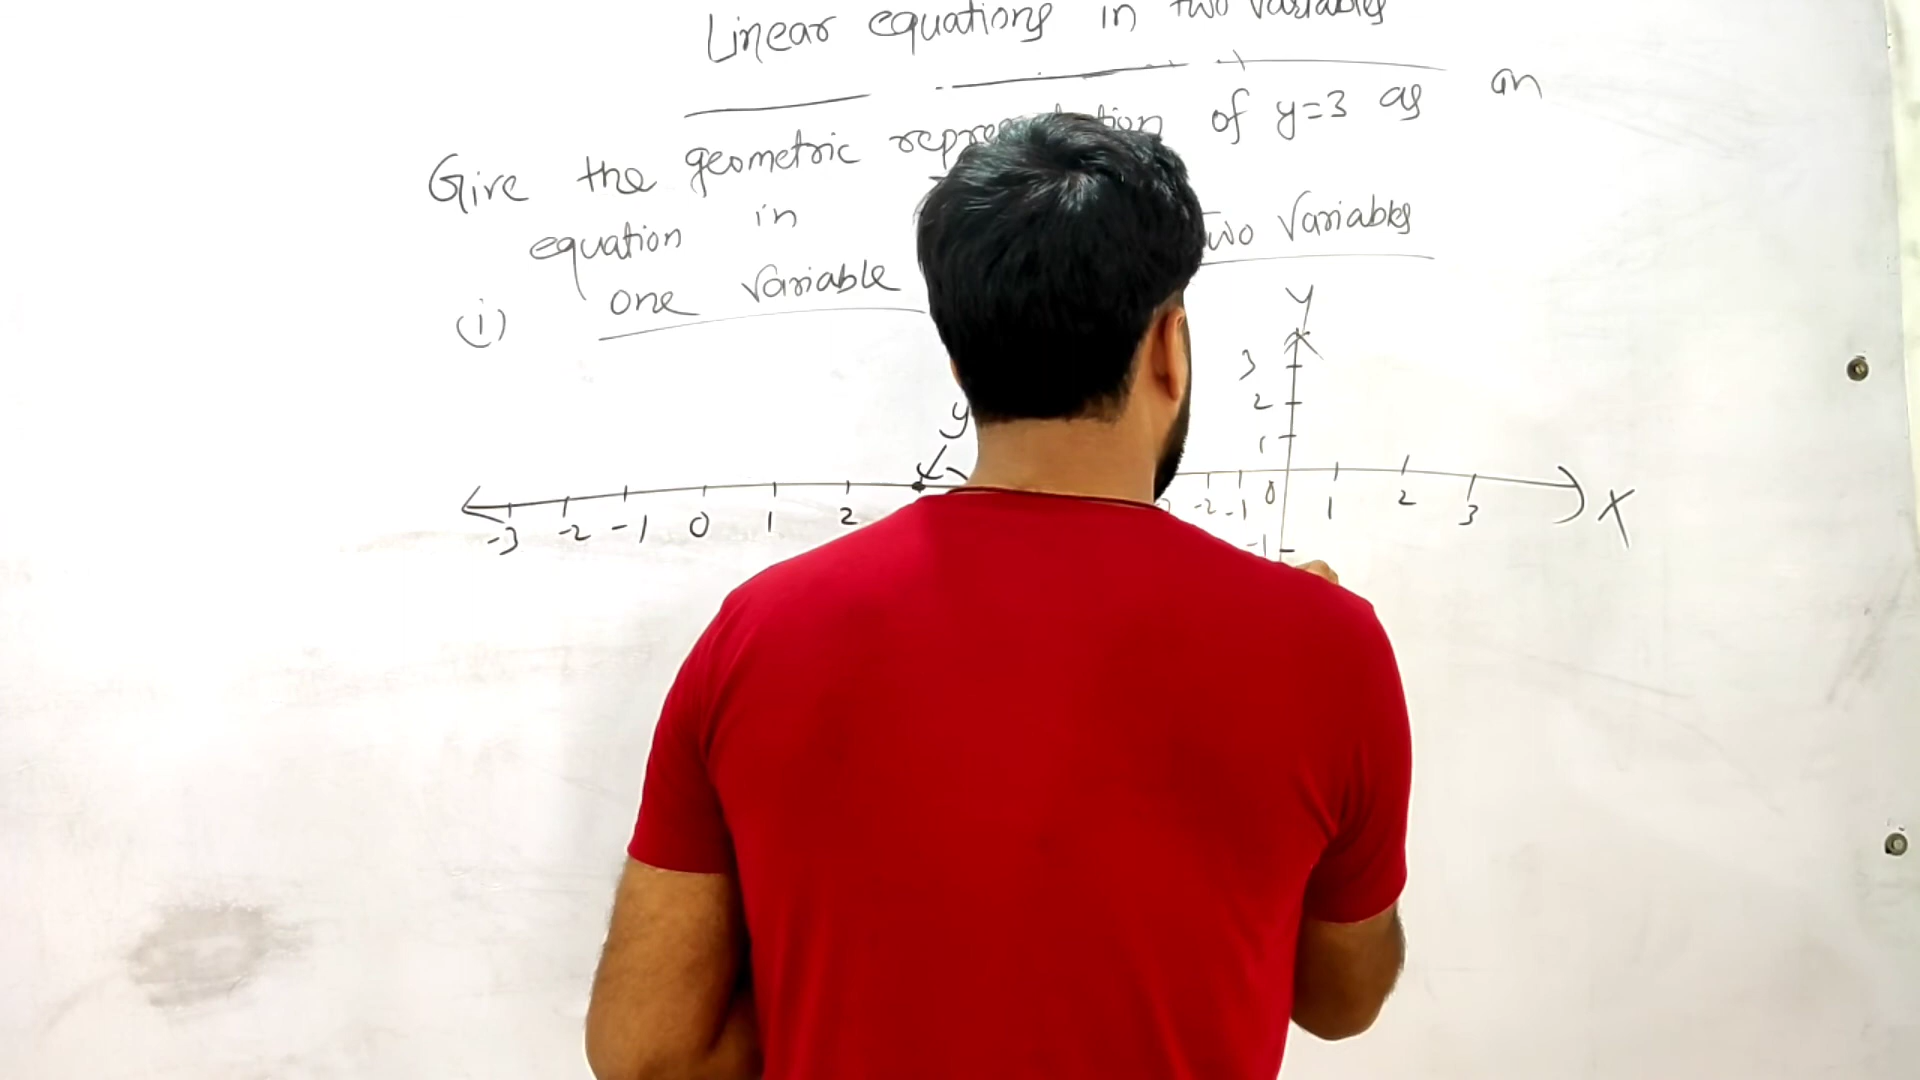 Linear equations in two variables
Give the geometric representation of y=3 as an
equation in
(i) one variable
Two Variables
y
Y
3
2
1
-3 -2 -1 0 1 2
-2 -1 0 1 2 3 X
-1